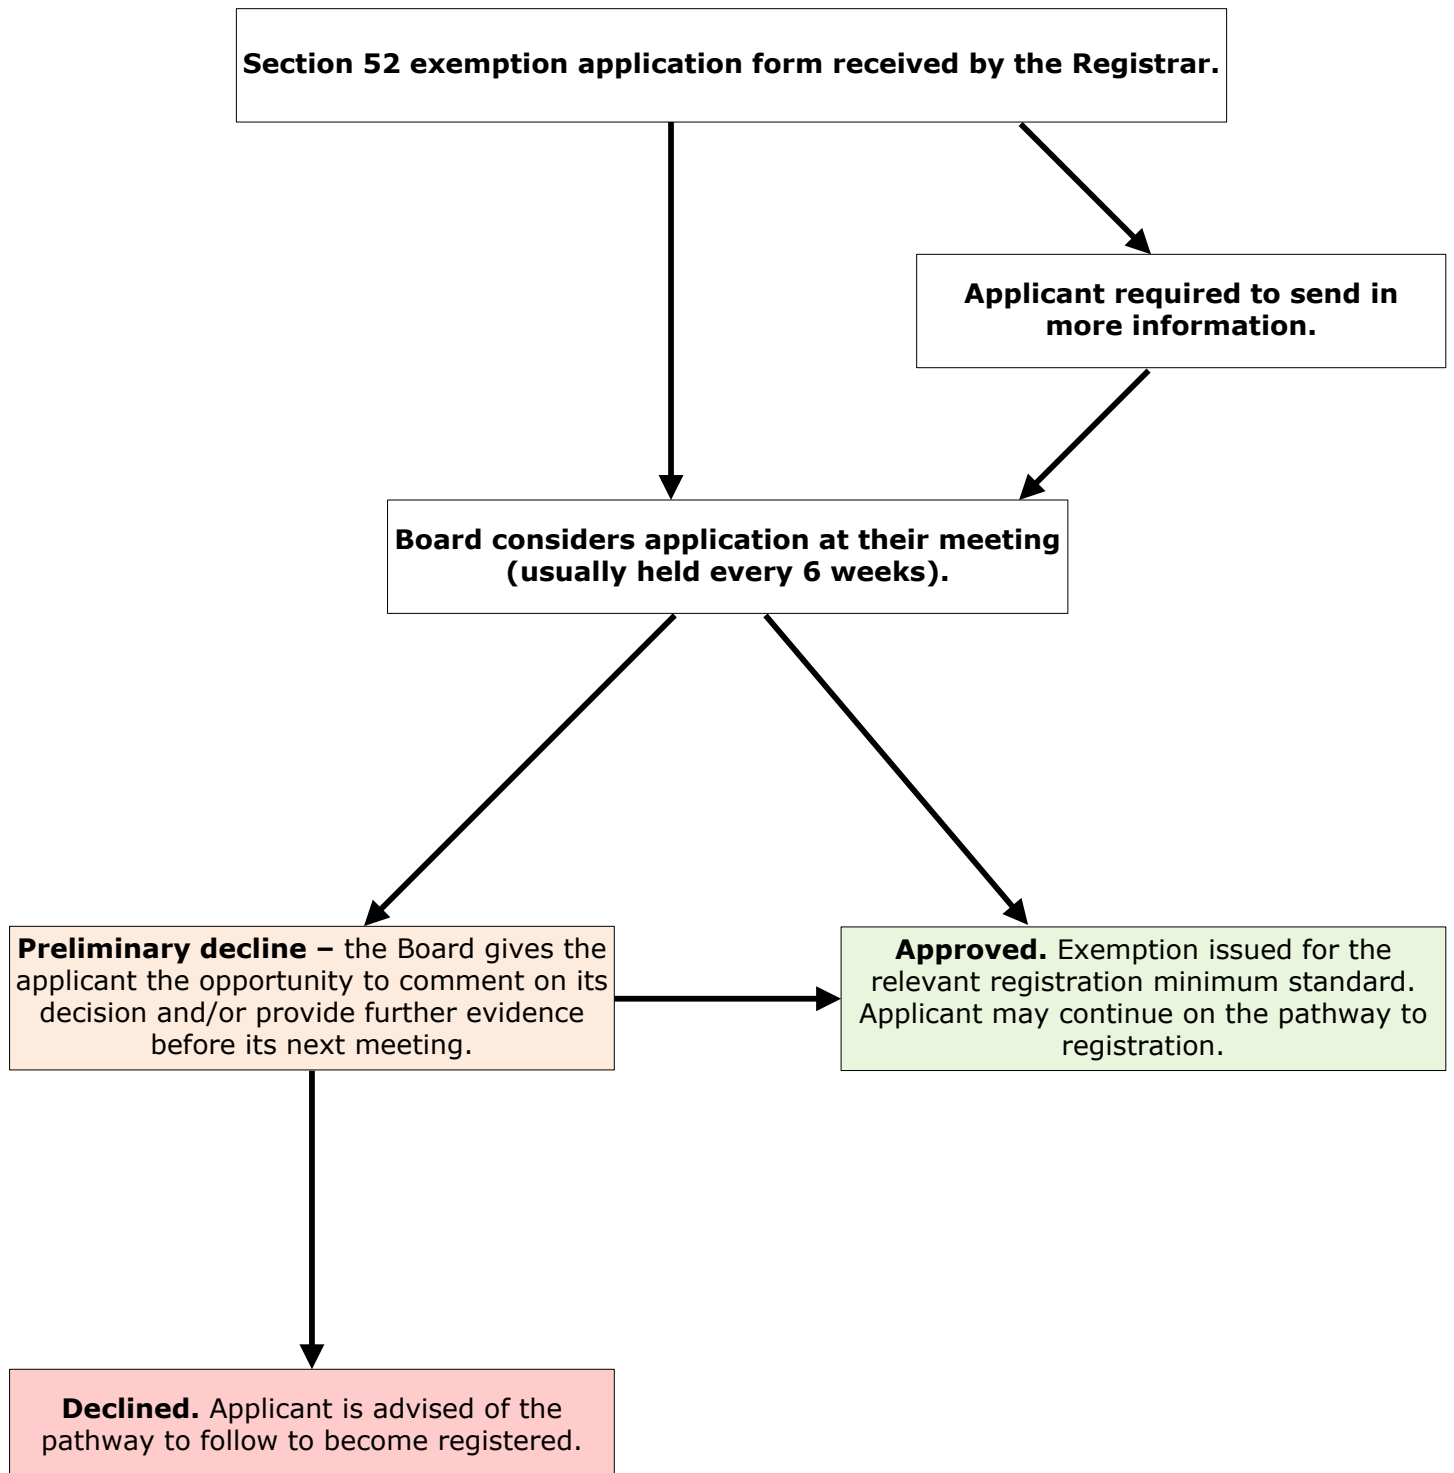 Section 52 exemption application form received by the Registrar.
Applicant required to send in
more information.
Board considers application at their meeting
(usually held every 6 weeks).
Preliminary decline – the Board gives the
applicant the opportunity to comment on its
decision and/or provide further evidence
before its next meeting.
Approved. Exemption issued for the
relevant registration minimum standard.
Applicant may continue on the pathway to
registration.
Declined. Applicant is advised of the
pathway to follow to become registered.